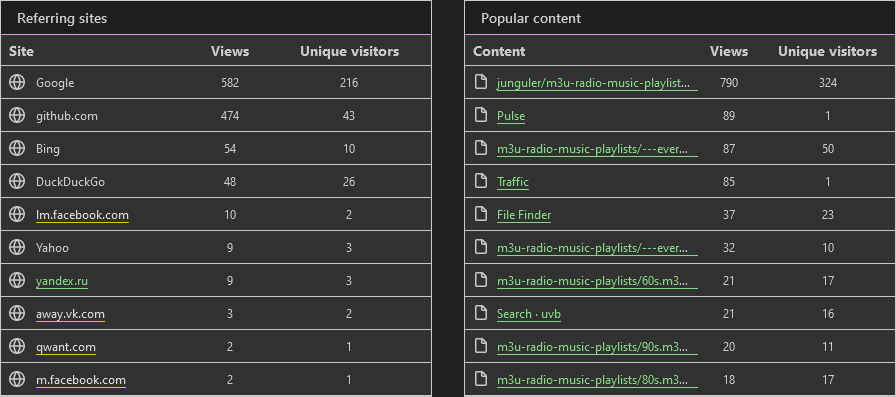 Referring sites
Site Views Unique visitors
Google 582 216
github.com 474 43
Bing 54 10
DuckDuckGo 48 26
lm.facebook.com 10 2
Yahoo 9 3
yandex.ru 9 3
away.vk.com 3 2
qwant.com 2 1
m.facebook.com 2 1
Popular content
Content Views Unique visitors
junguler/m3u-radio-music-playlist... 790 324
Pulse 89 1
m3u-radio-music-playlists/---ever... 87 50
Traffic 85 1
File Finder 37 23
m3u-radio-music-playlists/---ever... 32 10
m3u-radio-music-playlists/60s.m3... 21 17
Search · uvb 21 16
m3u-radio-music-playlists/90s.m3... 20 11
m3u-radio-music-playlists/80s.m3... 18 17